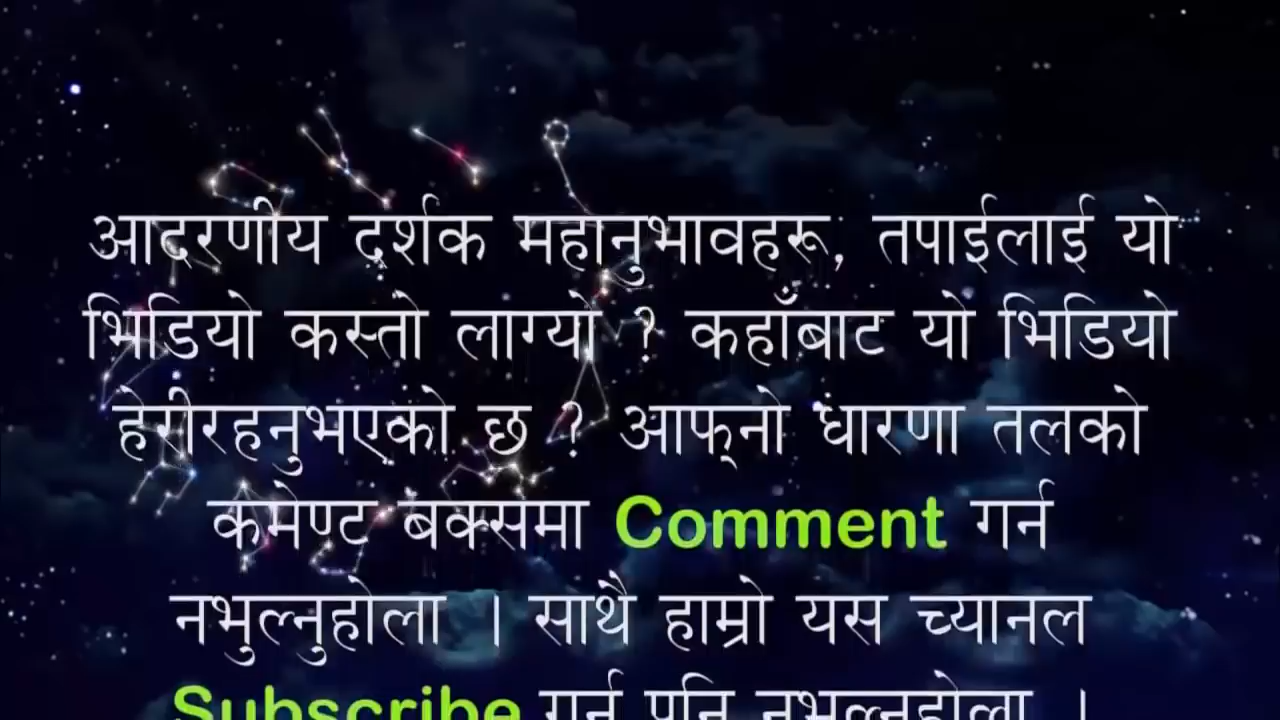 आदरणीय दर्शक महानुभावहरू, तपाईलाई यो
भिडियो कस्तो लाग्यो ? कहाँबाट यो भिडियो
हेरीरहनुभएको छ ? आफ्‌नो धारणा तलको
कमेण्ट बक्समा Comment गर्न
नभुल्नुहोला । साथै हाम्रो यस च्यानल
Subscribe गर्न पनि नभुल्नुहोला ।